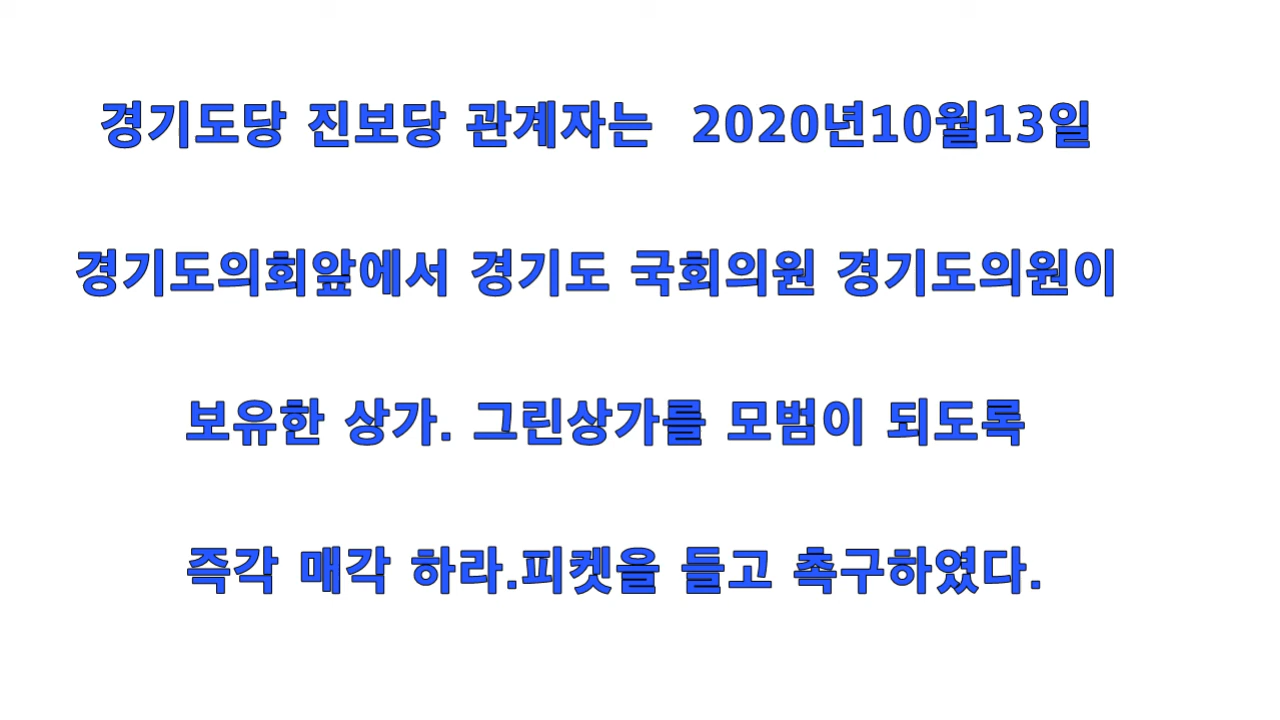 경기도당 진보당 관계자는 2020년10월13일
경기도의회앞에서 경기도 국회의원 경기도의원이
보유한 상가. 그린상가를 모범이 되도록
즉각 매각 하라.피켓을 들고 촉구하였다.